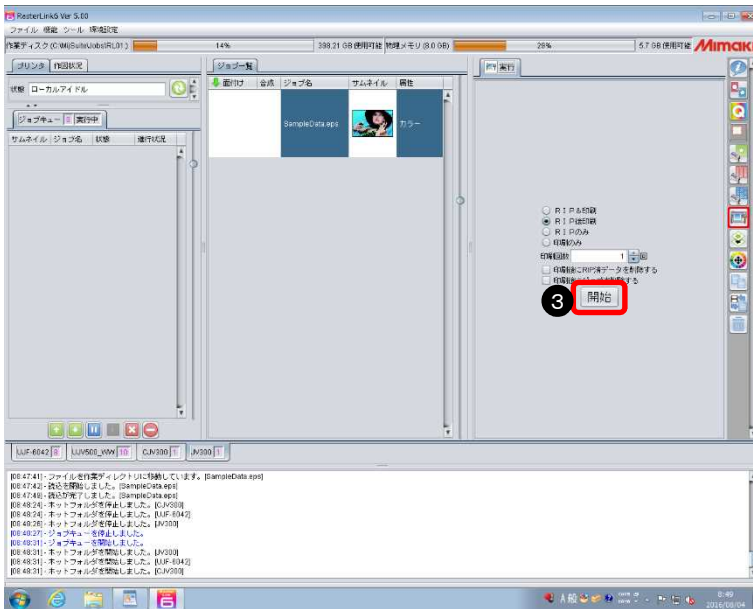 RasterLink6 Ver 5.00
ファイル 機能 ツール 環境設定
作業ディスク (C:\MijSuite\Jobs\RL01) 14% 398.21 GB 使用可能 物理メモリ (8.0 GB) 29% 5.7 GB 使用可能 Mimaki
プリンタ 作図状況
状態 ローカルアイドル
ジョブキュー 実行中
サムネイル ジョブ名 状態 進行状況
ジョブ一覧
面付け 合成 ジョブ名 サムネイル 属性
SampleData.eps カラー
実行
ＲＩＰ＆印刷
ＲＩＰ後印刷
ＲＩＰのみ
印刷のみ
印刷回数 1 回
印刷後にRIP済データを削除する
3 開始
UJF-6042 8 UJV500_WW 10 CJV300 1 JV300 1
[08:47:41] - ファイルを作業ディレクトリに移動しています。[SampleData.eps]
[08:47:42] - 読込を開始しました。[SampleData.eps]
[08:47:48] - 読込が完了しました。[SampleData.eps]
[08:48:24] - ホットフォルダを停止しました。[CJV300]
[08:48:24] - ホットフォルダを停止しました。[UJF-6042]
[08:48:26] - ホットフォルダを停止しました。[JV300]
[08:48:27] - ジョブキューを停止しました。
[08:48:31] - ジョブキューを開始しました。
[08:48:31] - ホットフォルダを開始しました。[JV300]
[08:48:31] - ホットフォルダを開始しました。[UJF-6042]
[08:48:31] - ホットフォルダを開始しました。[CJV300]
A 般
8:49
2016/08/04